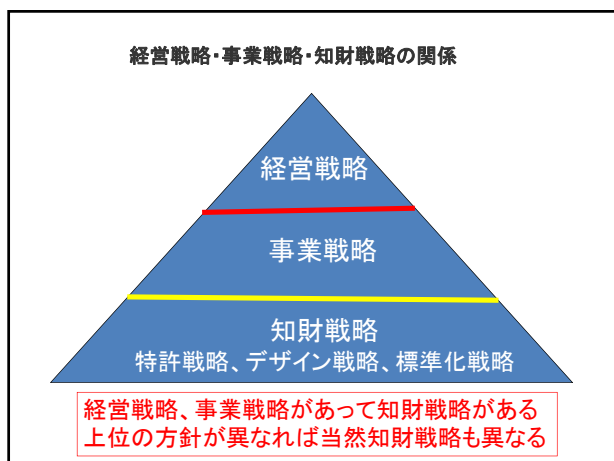 経営戦略・事業戦略・知財戦略の関係
経営戦略
事業戦略
知財戦略
特許戦略、デザイン戦略、標準化戦略
経営戦略、事業戦略があって知財戦略がある
上位の方針が異なれば当然知財戦略も異なる